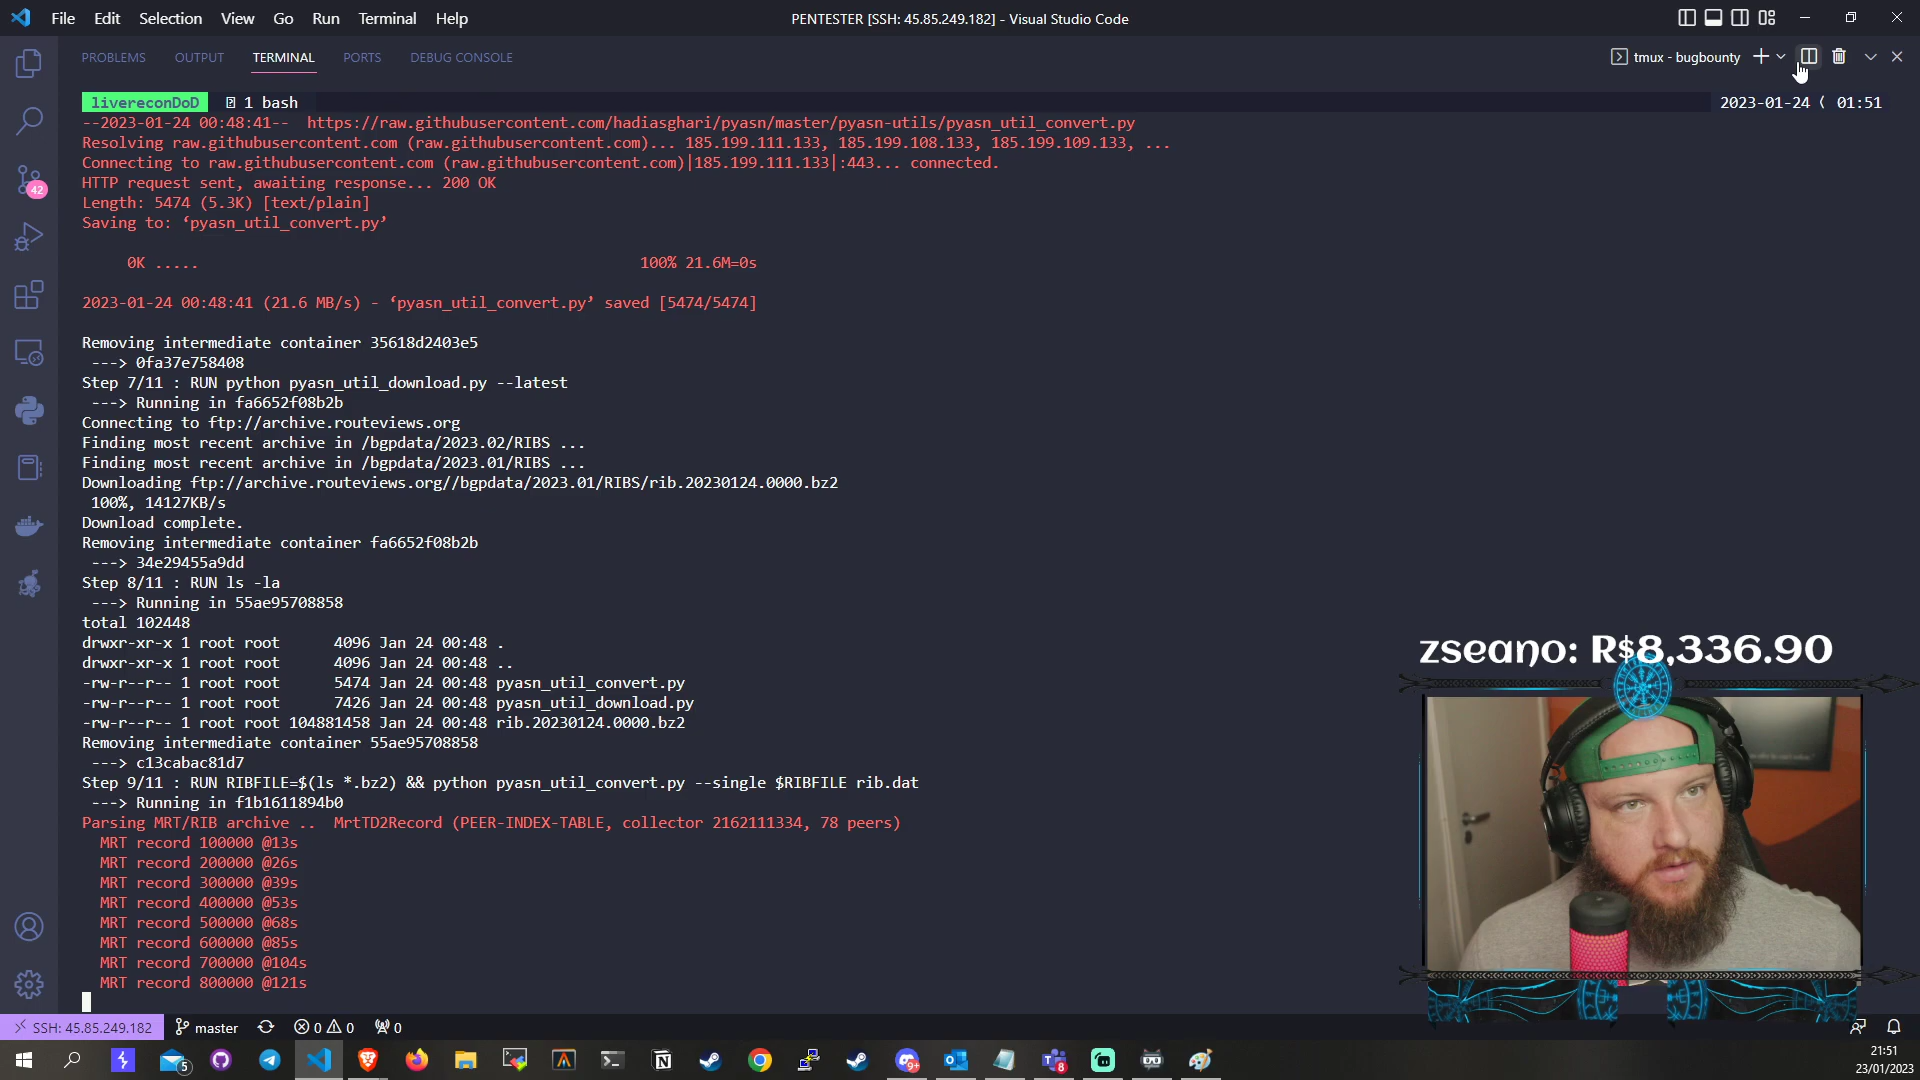 File Edit Selection View Go Run Terminal Help
PENTESTER [SSH: 45.85.249.182] - Visual Studio Code
PROBLEMS OUTPUT TERMINAL PORTS DEBUG CONSOLE
tmux - bugbounty
livereconDoD 1 bash
2023-01-24 ⟨ 01:51
--2023-01-24 00:48:41-- https://raw.githubusercontent.com/hadiasghari/pyasn/master/pyasn-utils/pyasn_util_convert.py
Resolving raw.githubusercontent.com (raw.githubusercontent.com)... 185.199.111.133, 185.199.108.133, 185.199.109.133, ...
Connecting to raw.githubusercontent.com (raw.githubusercontent.com)|185.199.111.133|:443... connected.
HTTP request sent, awaiting response... 200 OK
Length: 5474 (5.3K) [text/plain]
Saving to: ‘pyasn_util_convert.py’
0K ..... 100% 21.6M=0s
2023-01-24 00:48:41 (21.6 MB/s) - ‘pyasn_util_convert.py’ saved [5474/5474]
Removing intermediate container 35618d2403e5
---> 0fa37e758408
Step 7/11 : RUN python pyasn_util_download.py --latest
---> Running in fa6652f08b2b
Connecting to ftp://archive.routeviews.org
Finding most recent archive in /bgpdata/2023.02/RIBS ...
Finding most recent archive in /bgpdata/2023.01/RIBS ...
Downloading ftp://archive.routeviews.org//bgpdata/2023.01/RIBS/rib.20230124.0000.bz2
100%, 14127KB/s
Download complete.
Removing intermediate container fa6652f08b2b
---> 34e29455a9dd
Step 8/11 : RUN ls -la
---> Running in 55ae95708858
total 102448
drwxr-xr-x 1 root root 4096 Jan 24 00:48 .
drwxr-xr-x 1 root root 4096 Jan 24 00:48 ..
-rw-r--r-- 1 root root 5474 Jan 24 00:48 pyasn_util_convert.py
-rw-r--r-- 1 root root 7426 Jan 24 00:48 pyasn_util_download.py
-rw-r--r-- 1 root root 104881458 Jan 24 00:48 rib.20230124.0000.bz2
Removing intermediate container 55ae95708858
---> c13cabac81d7
Step 9/11 : RUN RIBFILE=$(ls *.bz2) && python pyasn_util_convert.py --single $RIBFILE rib.dat
---> Running in f1b1611894b0
Parsing MRT/RIB archive .. MrtTD2Record (PEER-INDEX-TABLE, collector 2162111334, 78 peers)
MRT record 100000 @13s
MRT record 200000 @26s
MRT record 300000 @39s
MRT record 400000 @53s
MRT record 500000 @68s
MRT record 600000 @85s
MRT record 700000 @104s
MRT record 800000 @121s
zseano: R$8,336.90
42
SSH: 45.85.249.182 master 0 0 0
5
9+
8
21:51
23/01/2023